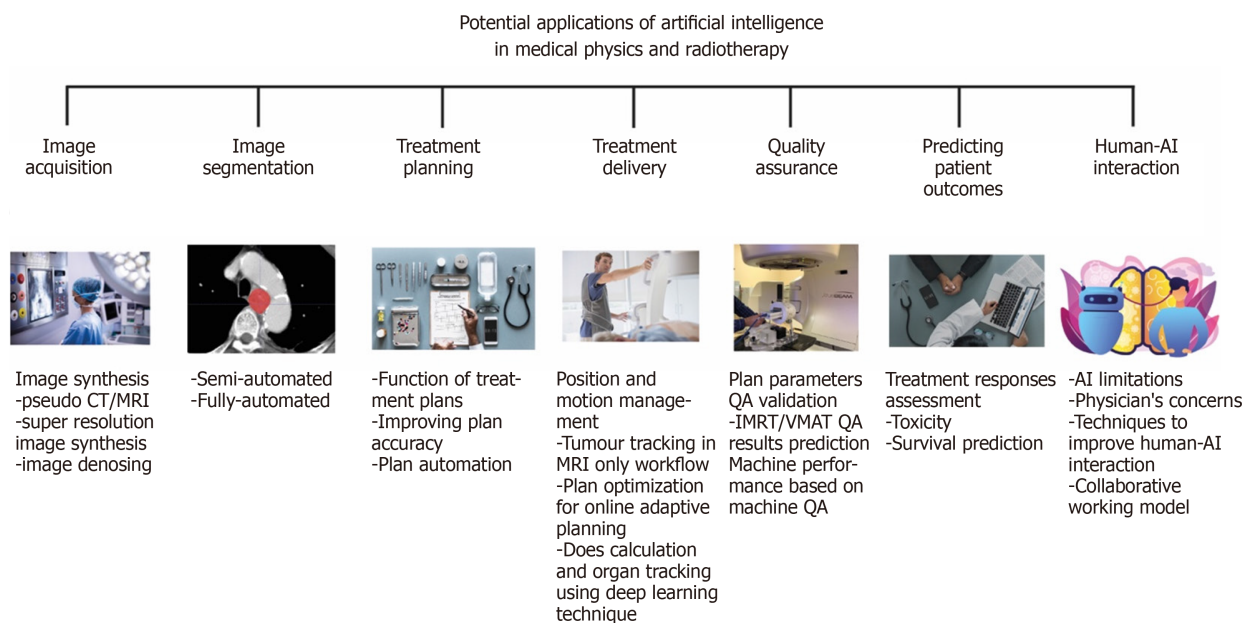 Potential applications of artificial intelligence
in medical physics and radiotherapy
Image
acquisition
Image
segmentation
Treatment
planning
Treatment
delivery
Quality
assurance
Predicting
patient
outcomes
Human-AI
interaction
Image synthesis
-pseudo CT/MRI
-super resolution
image synthesis
-image denosing
-Semi-automated
-Fully-automated
-Function of treat-
ment plans
-Improving plan
accuracy
-Plan automation
Position and
motion manage-
ment
-Tumour tracking in
MRI only workflow
-Plan optimization
for online adaptive
planning
-Does calculation
and organ tracking
using deep learning
technique
Plan parameters
QA validation
-IMRT/VMAT QA
results prediction
Machine perfor-
mance based on
machine QA
Treatment responses
assessment
-Toxicity
-Survival prediction
-AI limitations
-Physician's concerns
-Techniques to
improve human-AI
interaction
-Collaborative
working model